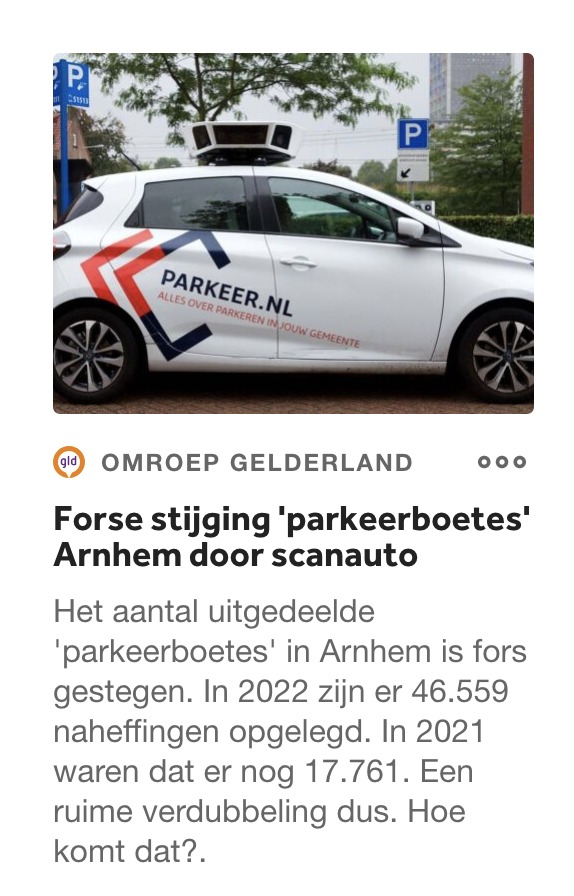 P
S1513
P
PARKEER.NL
ALLES OVER PARKEREN IN JOUW GEMEENTE
gld OMROEP GELDERLAND
Forse stijging 'parkeerboetes'
Arnhem door scanauto
Het aantal uitgedeelde
'parkeerboetes' in Arnhem is fors
gestegen. In 2022 zijn er 46.559
naheffingen opgelegd. In 2021
waren dat er nog 17.761. Een
ruime verdubbeling dus. Hoe
komt dat?.